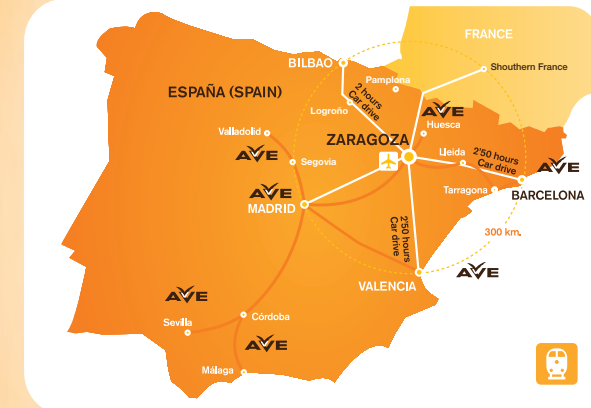 FRANCE
BILBAO
Shouthern France
Pamplona
ESPAÑA (SPAIN)
2 hours
Car drive
Logroño
AVE
Huesca
Valladolid
ZARAGOZA
AVE
Segovia
Lleida
2'50 hours
Car drive
AVE
AVE
MADRID
Tarragona
BARCELONA
2'50 hours
Car drive
300 km.
AVE
VALENCIA
AVE
Sevilla
Córdoba
AVE
Málaga